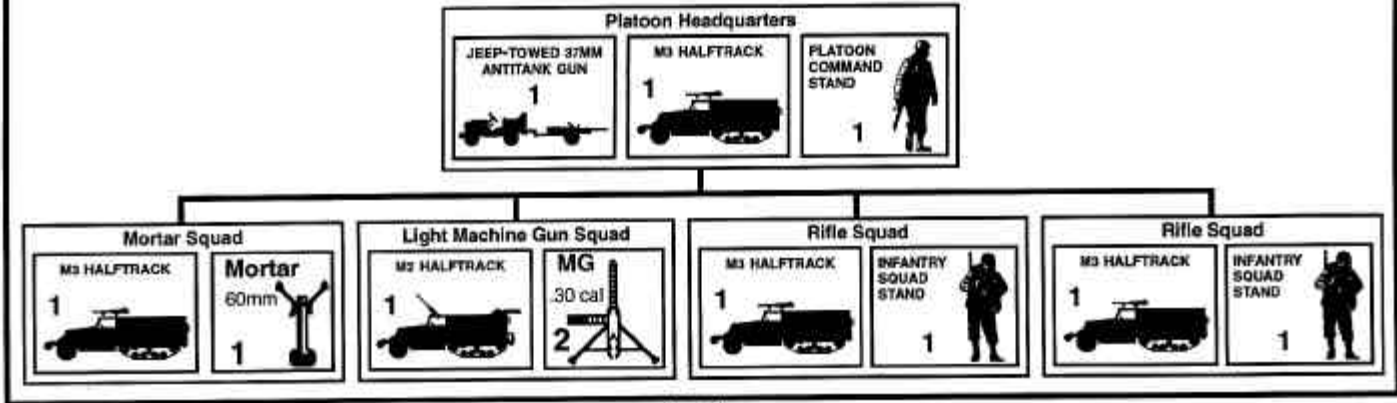 Platoon Headquarters
JEEP-TOWED 37MM
ANTITANK GUN
1
M3 HALFTRACK
1
PLATOON
COMMAND
STAND
1
Mortar Squad
M3 HALFTRACK
1
Mortar
60mm
1
Light Machine Gun Squad
M2 HALFTRACK
1
MG
.30 cal
2
Rifle Squad
M3 HALFTRACK
1
INFANTRY
SQUAD
STAND
1
Rifle Squad
M3 HALFTRACK
1
INFANTRY
SQUAD
STAND
1